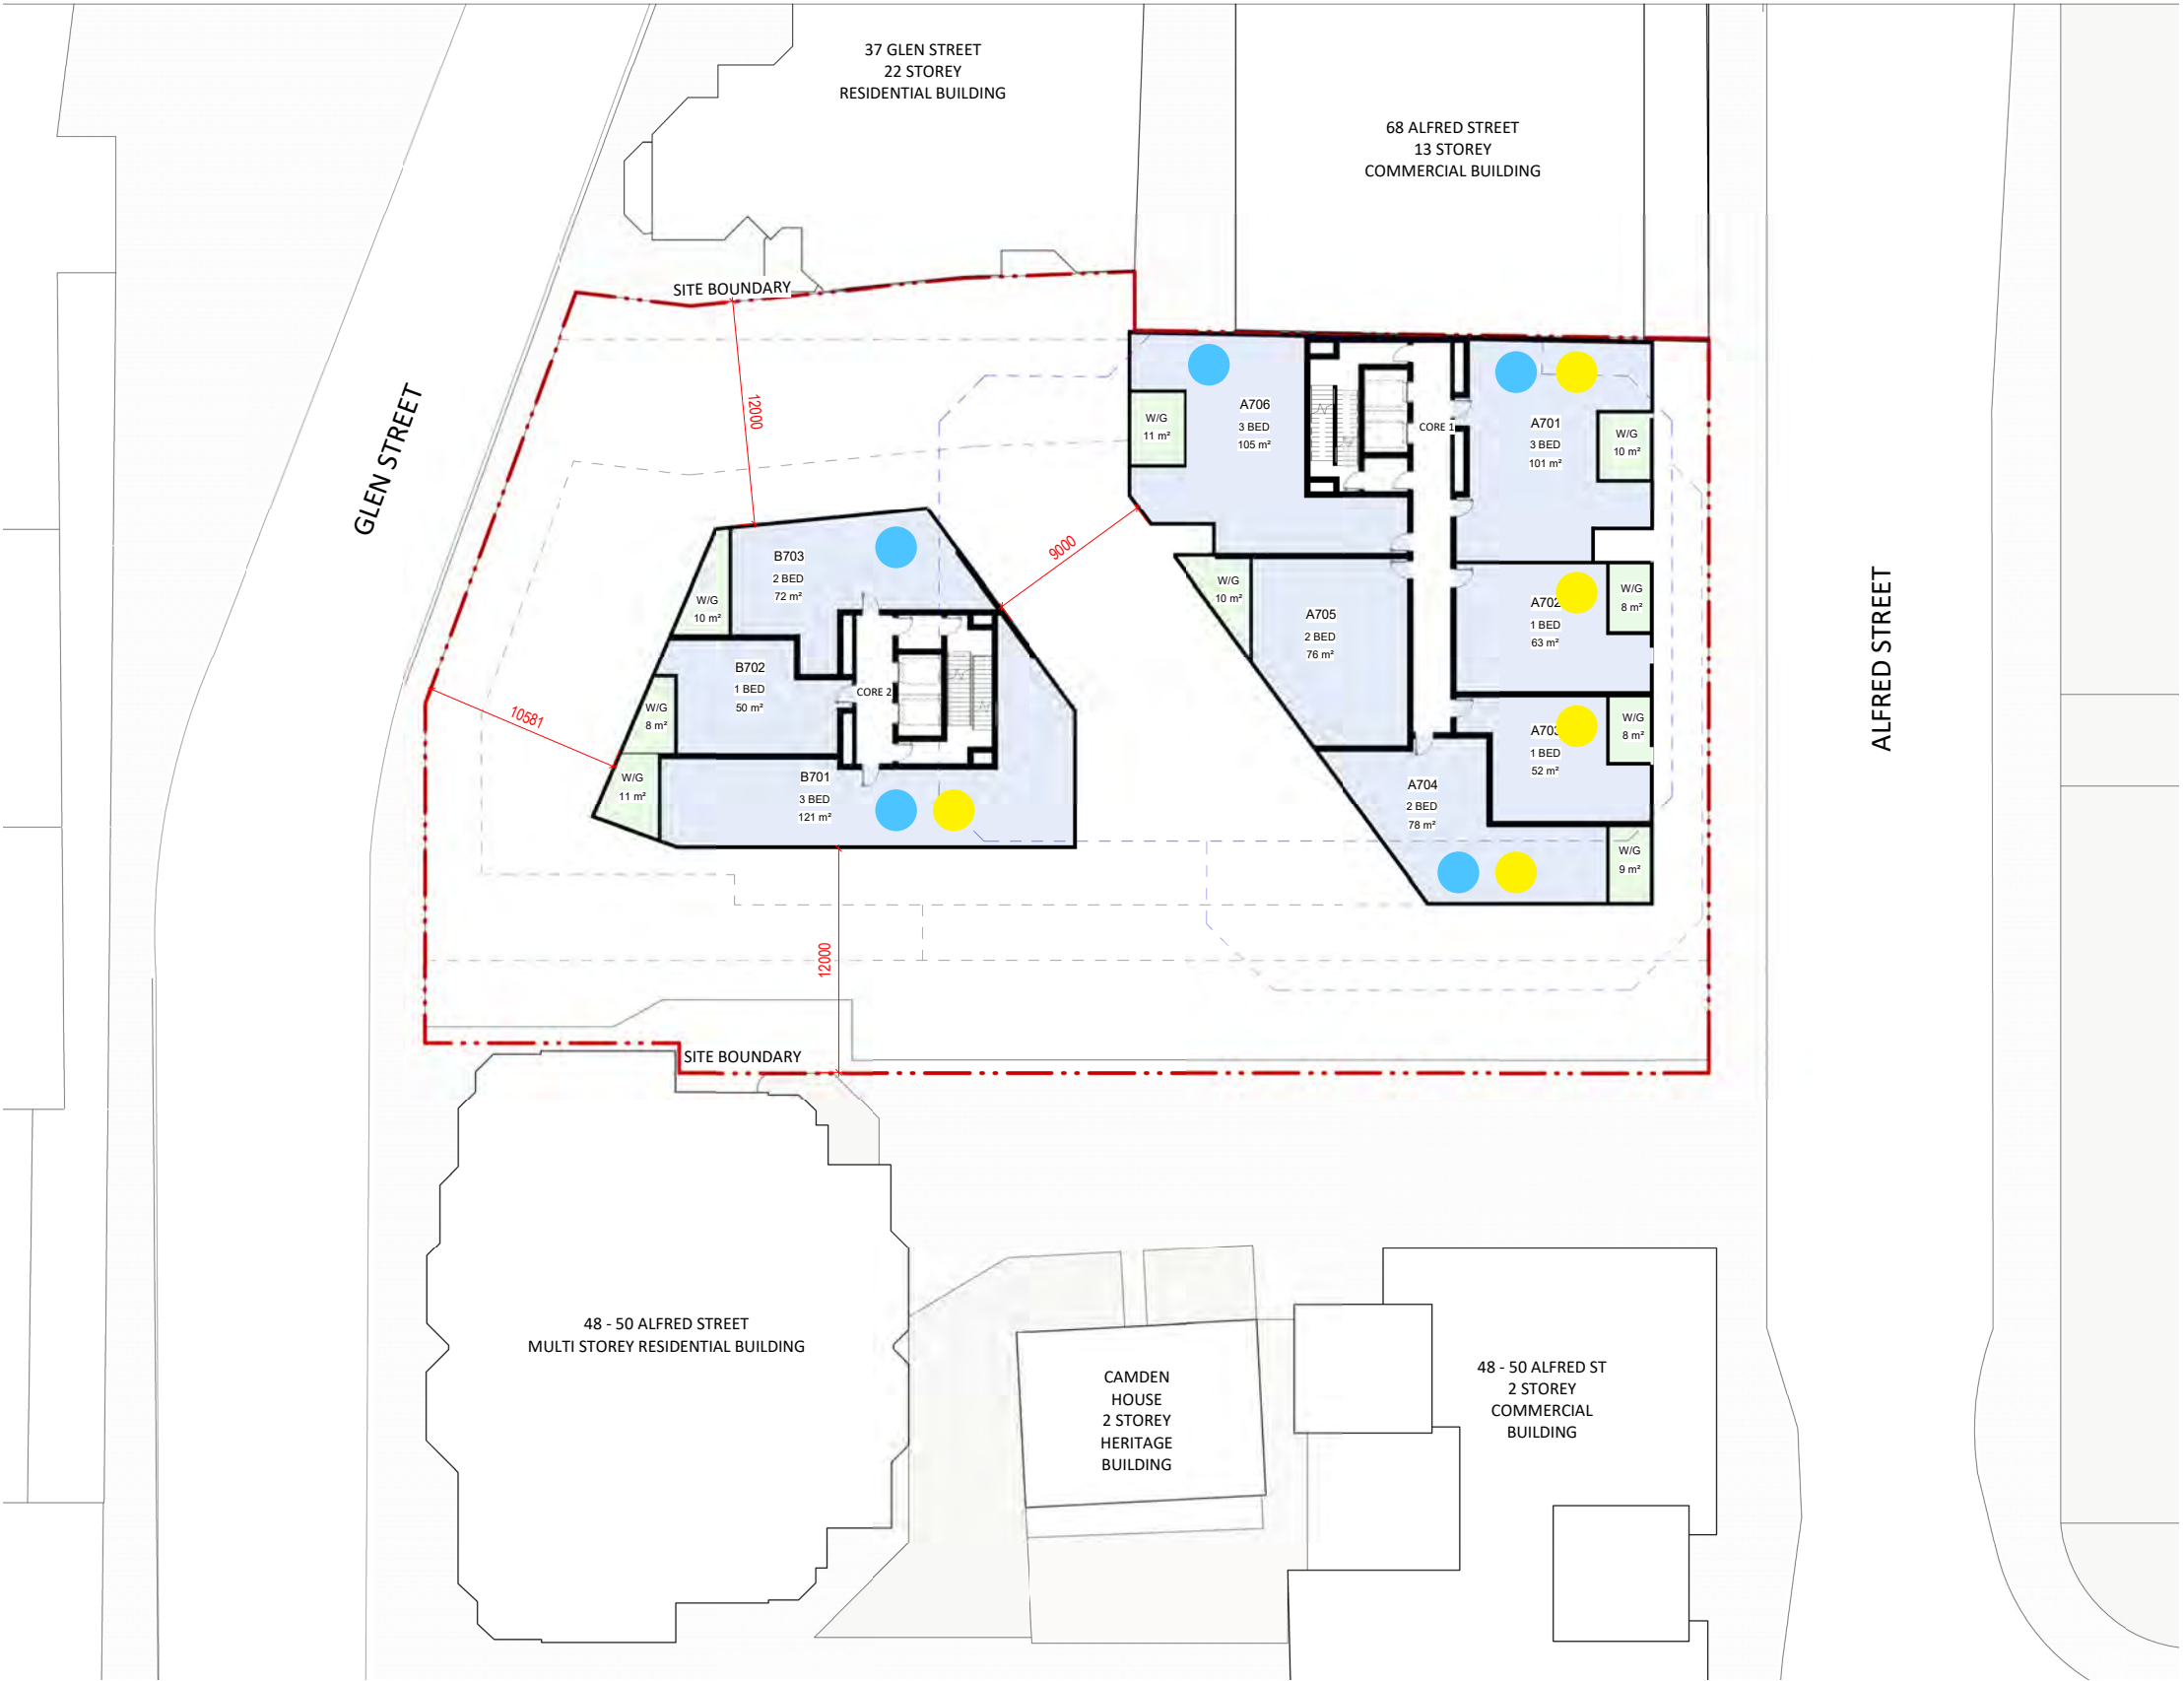 37 GLEN STREET
22 STOREY
RESIDENTIAL BUILDING
68 ALFRED STREET
13 STOREY
COMMERCIAL BUILDING
SITE BOUNDARY
GLEN STREET
12000
W/G
11 m²
A706
3 BED
105 m²
CORE 1
A701
3 BED
101 m²
W/G
10 m²
9000
B703
2 BED
72 m²
W/G
10 m²
W/G
10 m²
A705
2 BED
76 m²
A702
1 BED
63 m²
W/G
8 m²
ALFRED STREET
B702
1 BED
50 m²
CORE 2
W/G
8 m²
10581
A703
1 BED
52 m²
W/G
8 m²
W/G
11 m²
B701
3 BED
121 m²
A704
2 BED
78 m²
W/G
9 m²
12000
SITE BOUNDARY
48 - 50 ALFRED STREET
MULTI STOREY RESIDENTIAL BUILDING
CAMDEN
HOUSE
2 STOREY
HERITAGE
BUILDING
48 - 50 ALFRED ST
2 STOREY
COMMERCIAL
BUILDING